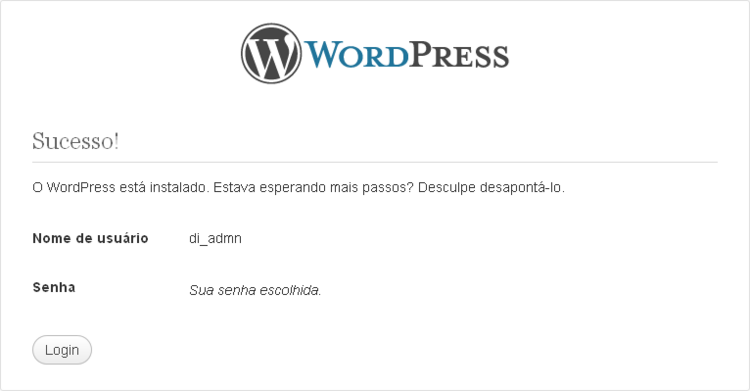 WORDPRESS
Sucesso!
O WordPress está instalado. Estava esperando mais passos? Desculpe desapontá-lo.
Nome de usuário di_admn
Senha Sua senha escolhida.
Login